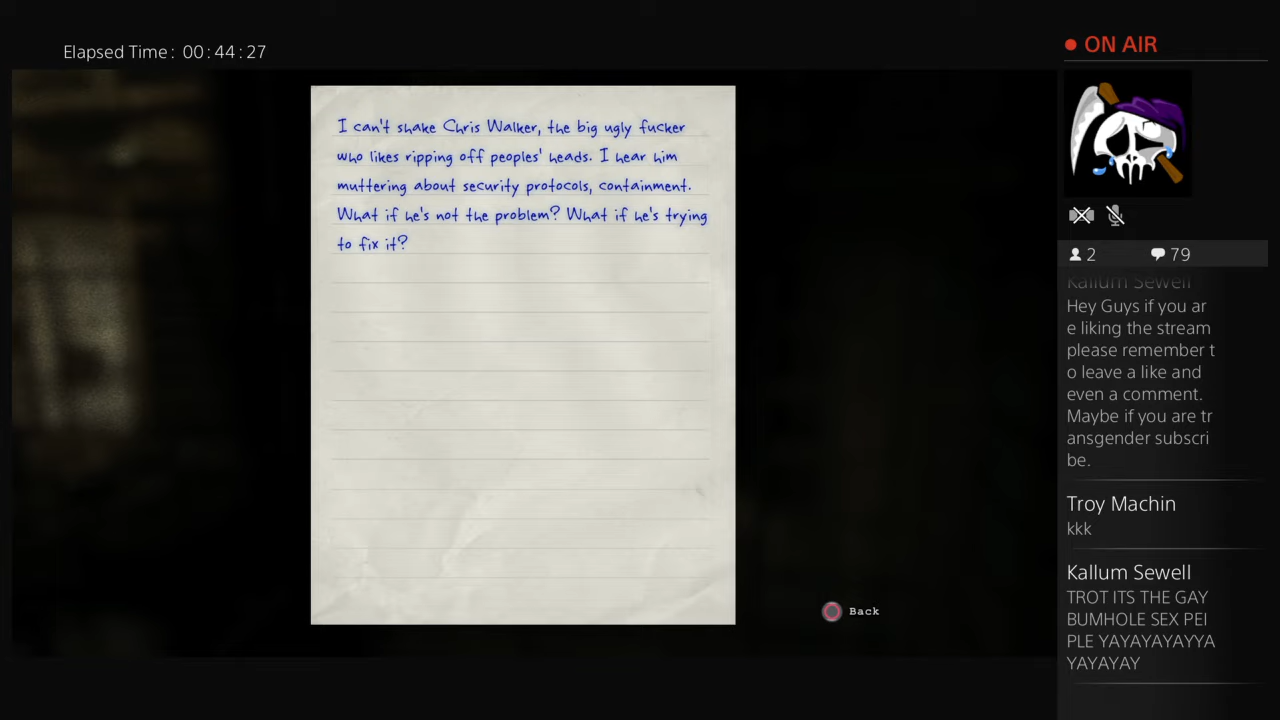 Elapsed Time: 00:44:27
ON AIR
I can't shake Chris Walker, the big ugly fucker
who likes ripping off peoples' heads. I hear him
muttering about security protocols, containment.
What if he's not the problem? What if he's trying
to fix it?
Back
2
79
Kallum Sewell
Hey Guys if you ar
e liking the stream
please remember t
o leave a like and
even a comment.
Maybe if you are tr
ansgender subscri
be.
Troy Machin
kkk
Kallum Sewell
TROT ITS THE GAY
BUMHOLE SEX PEI
PLE YAYAYAYAYYA
YAYAYAY